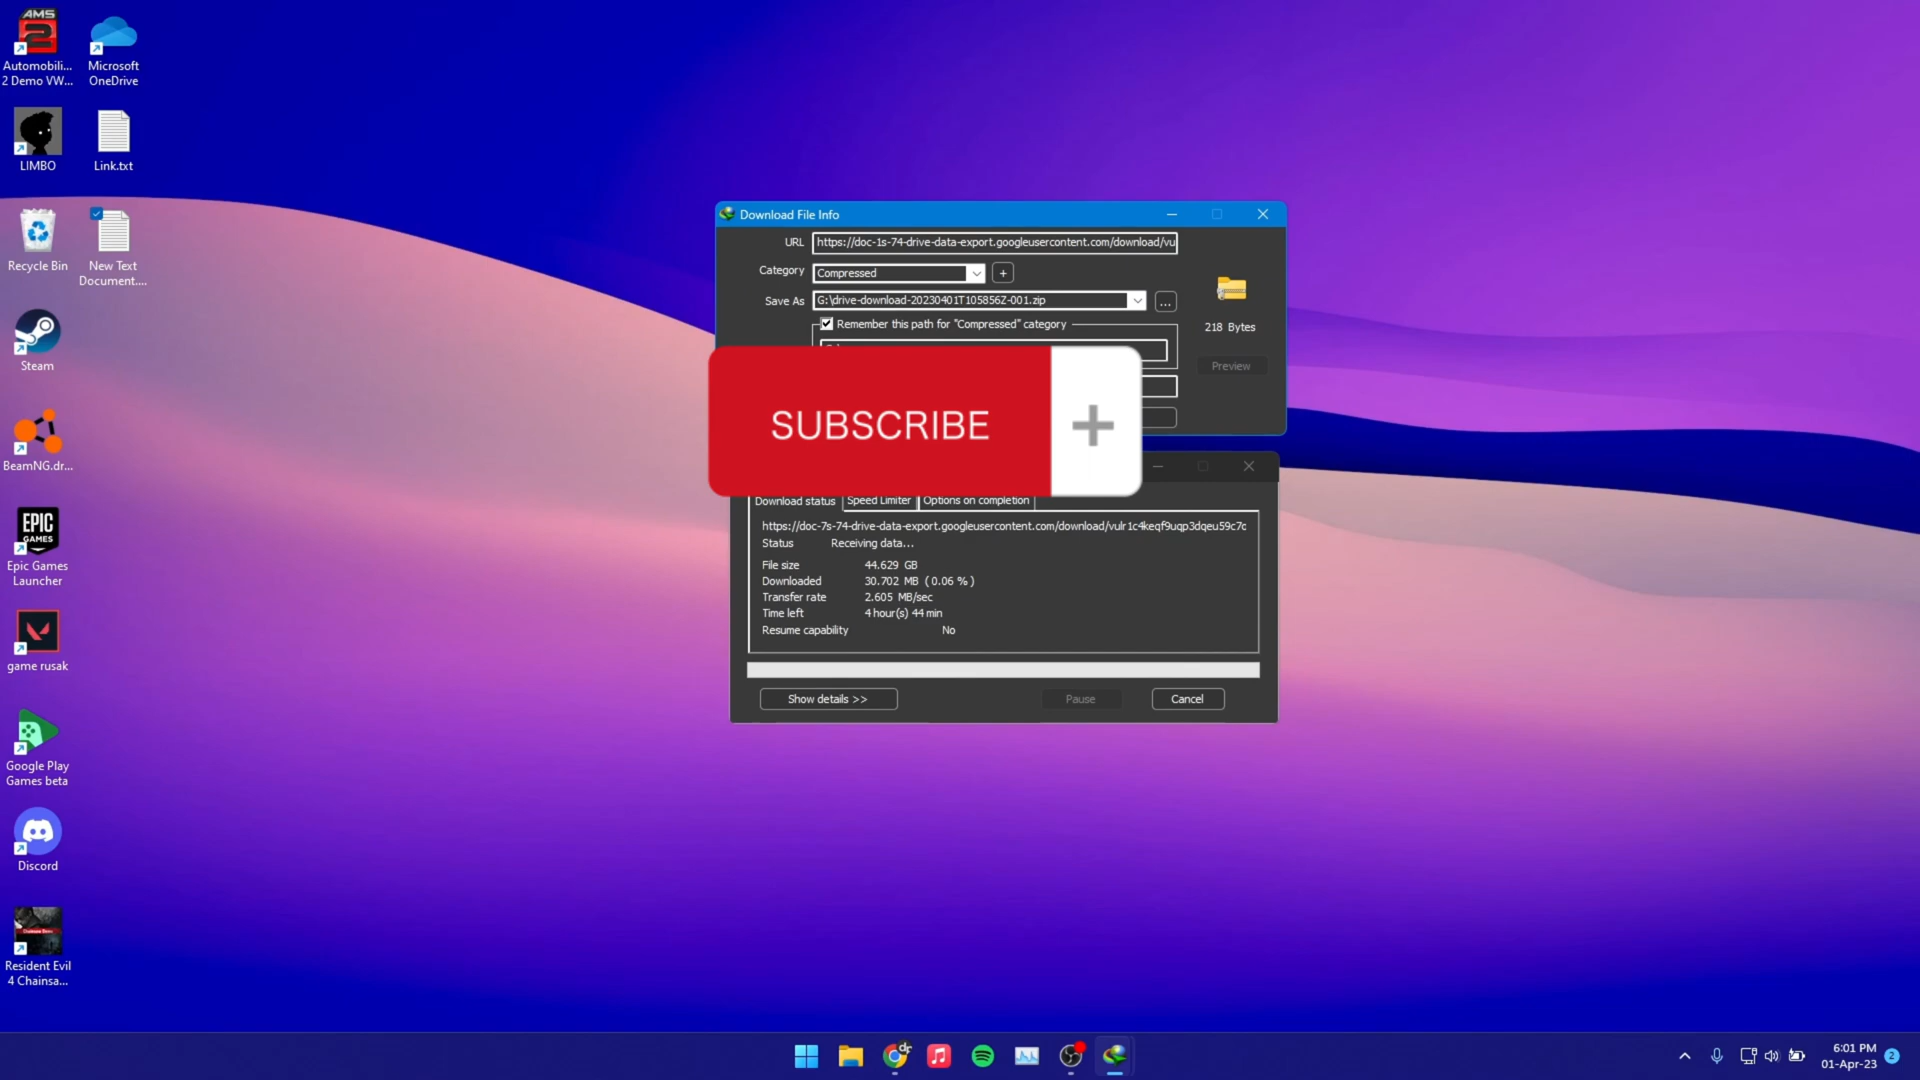 AMS
2
Automobili...
2 Demo VW...
Microsoft
OneDrive
LIMBO
Link.txt
Recycle Bin
New Text
Document....
Steam
BeamNG.dr...
EPIC
GAMES
Epic Games
Launcher
game rusak
Google Play
Games beta
Discord
Resident Evil
4 Chainsa...
Download File Info
URL
https://doc-1s-74-drive-data-export.googleusercontent.com/download/vu
Category
Compressed
+
Save As
G:\drive-download-20230401T105856Z-001.zip
...
Remember this path for "Compressed" category
218 Bytes
Preview
SUBSCRIBE
Download status
Speed Limiter
Options on completion
https://doc-7s-74-drive-data-export.googleusercontent.com/download/vulr1c4keqf9uqp3dqeu59c7c
Status Receiving data...
File size 44.629 GB
Downloaded 30.702 MB ( 0.06 % )
Transfer rate 2.605 MB/sec
Time left 4 hour(s) 44 min
Resume capability No
Show details >>
Pause
Cancel
dr
6:01 PM
01-Apr-23
2